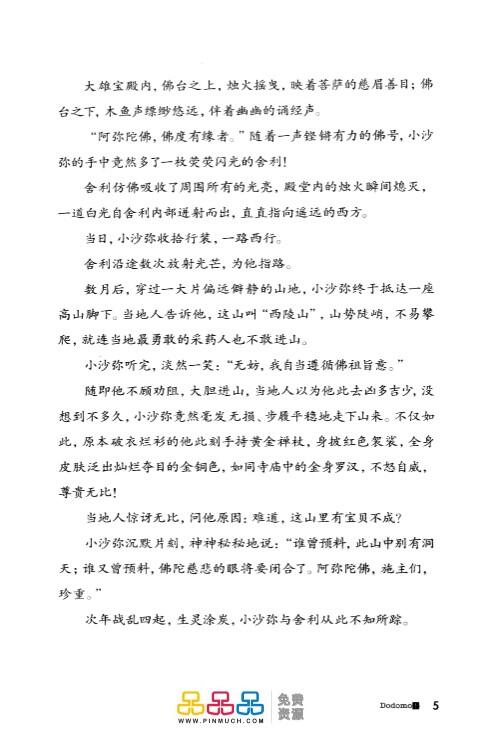 大雄宝殿内，佛台之上，烛火摇曳，映着菩萨的慈眉善目；佛
台之下，木鱼声缥缈悠远，伴着幽幽的诵经声。
“阿弥陀佛，佛度有缘者。”随着一声铿锵有力的佛号，小沙
弥的手中竟然多了一枚荧荧闪光的舍利！
舍利仿佛吸收了周围所有的光亮，殿堂内的烛火瞬间熄灭，
一道白光自舍利内部迸射而出，直直指向遥远的西方。
当日，小沙弥收拾行装，一路西行。
舍利沿途数次放射光芒，为他指路。
数月后，穿过一大片偏远僻静的山地，小沙弥终于抵达一座
高山脚下。当地人告诉他，这山叫“西陵山”，山势陡峭，不易攀
爬，就连当地最勇敢的采药人也不敢进山。
小沙弥听完，淡然一笑：“无妨，我自当遵循佛祖旨意。”
随即他不顾劝阻，大胆进山，当地人以为他此去凶多吉少，没
想到不多久，小沙弥竟然毫发无损、步履平稳地走下山来。不仅如
此，原本破衣烂衫的他此刻手持黄金禅杖，身披红色袈裟，全身
皮肤泛出灿烂夺目的金铜色，如同寺庙中的金身罗汉，不怒自威，
尊贵无比！
当地人惊讶无比，问他原因：难道，这山里有宝贝不成？
小沙弥沉默片刻，神神秘秘地说：“谁曾预料，此山中别有洞
天；谁又曾预料，佛陀慈悲的眼将要闭合了。阿弥陀佛，施主们，
珍重。”
次年战乱四起，生灵涂炭，小沙弥与舍利从此不知所踪。
品品品 免费
资源
WWW.PINMUCH.COM
Dodomo 5